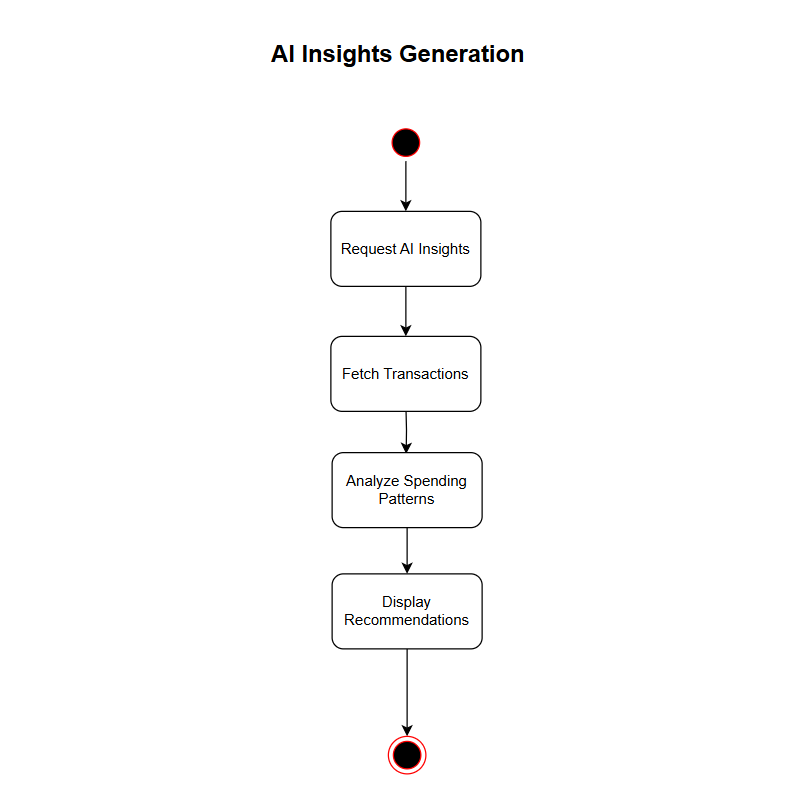 AI Insights Generation
Request AI Insights
Fetch Transactions
Analyze Spending
Patterns
Display
Recommendations